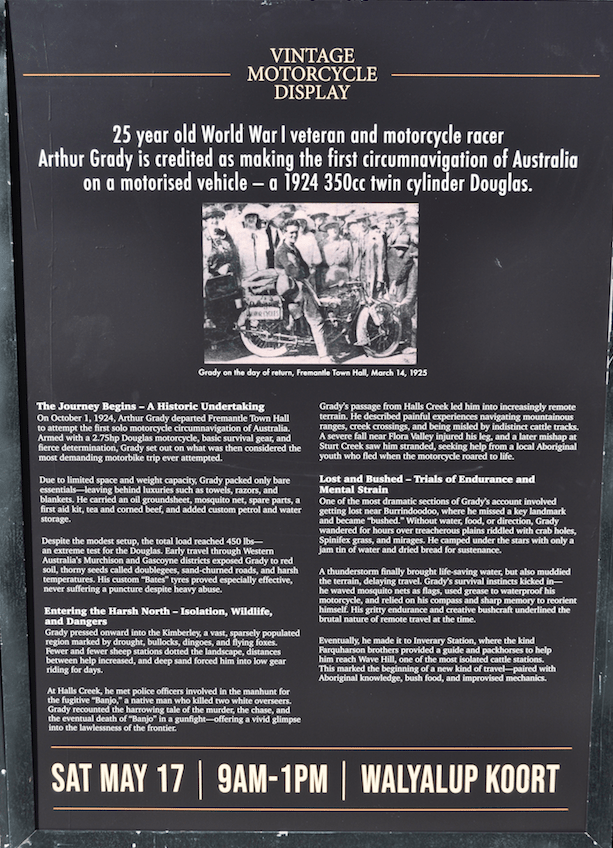 VINTAGE
MOTORCYCLE
DISPLAY
25 year old World War I veteran and motorcycle racer
Arthur Grady is credited as making the first circumnavigation of Australia
on a motorised vehicle – a 1924 350cc twin cylinder Douglas.
Grady on the day of return, Fremantle Town Hall, March 14, 1925
The Journey Begins – A Historic Undertaking
On October 1, 1924, Arthur Grady departed Fremantle Town Hall
to attempt the first solo motorcycle circumnavigation of Australia.
Armed with a 2.75hp Douglas motorcycle, basic survival gear, and
fierce determination, Grady set out on what was then considered the
most demanding motorbike trip ever attempted.
Due to limited space and weight capacity, Grady packed only bare
essentials—leaving behind luxuries such as towels, razors, and
blankets. He carried an oil groundsheet, mosquito net, spare parts, a
first aid kit, tea and corned beef, and added custom petrol and water
storage.
Despite the modest setup, the total load reached 450 lbs—
an extreme test for the Douglas. Early travel through Western
Australia's Murchison and Gascoyne districts exposed Grady to red
soil, thorny seeds called doublegees, sand-churned roads, and harsh
temperatures. His custom “Bates” tyres proved especially effective,
never suffering a puncture despite heavy abuse.
Entering the Harsh North – Isolation, Wildlife,
and Dangers
Grady pressed onward into the Kimberley, a vast, sparsely populated
region marked by drought, bullocks, dingoes, and flying foxes.
Fewer and fewer sheep stations dotted the landscape, distances
between help increased, and deep sand forced him into low gear
riding for days.
At Halls Creek, he met police officers involved in the manhunt for
the fugitive “Banjo,” a native man who killed two white overseers.
Grady recounted the harrowing tale of the murder, the chase, and
the eventual death of “Banjo” in a gunfight—offering a vivid glimpse
into the lawlessness of the frontier.
Grady's passage from Halls Creek led him into increasingly remote
terrain. He described painful experiences navigating mountainous
ranges, creek crossings, and being misled by indistinct cattle tracks.
A severe fall near Flora Valley injured his leg, and a later mishap at
Sturt Creek saw him stranded, seeking help from a local Aboriginal
youth who fled when the motorcycle roared to life.
Lost and Bushed – Trials of Endurance and
Mental Strain
One of the most dramatic sections of Grady's account involved
getting lost near Burrindoodoo, where he missed a key landmark
and became “bushed.” Without water, food, or direction, Grady
wandered for hours over treacherous plains riddled with crab holes,
Spinifex grass, and mirages. He camped under the stars with only a
jam tin of water and dried bread for sustenance.
A thunderstorm finally brought life-saving water, but also muddied
the terrain, delaying travel. Grady's survival instincts kicked in—
he waved mosquito nets as flags, used grease to waterproof his
motorcycle, and relied on his compass and sharp memory to reorient
himself. His gritty endurance and creative bushcraft underlined the
brutal nature of remote travel at the time.
Eventually, he made it to Inverary Station, where the kind
Farquharson brothers provided a guide and packhorses to help
him reach Wave Hill, one of the most isolated cattle stations.
This marked the beginning of a new kind of travel—paired with
Aboriginal knowledge, bush food, and improvised mechanics.
SAT MAY 17 | 9AM-1PM | WALYALUP KOORT